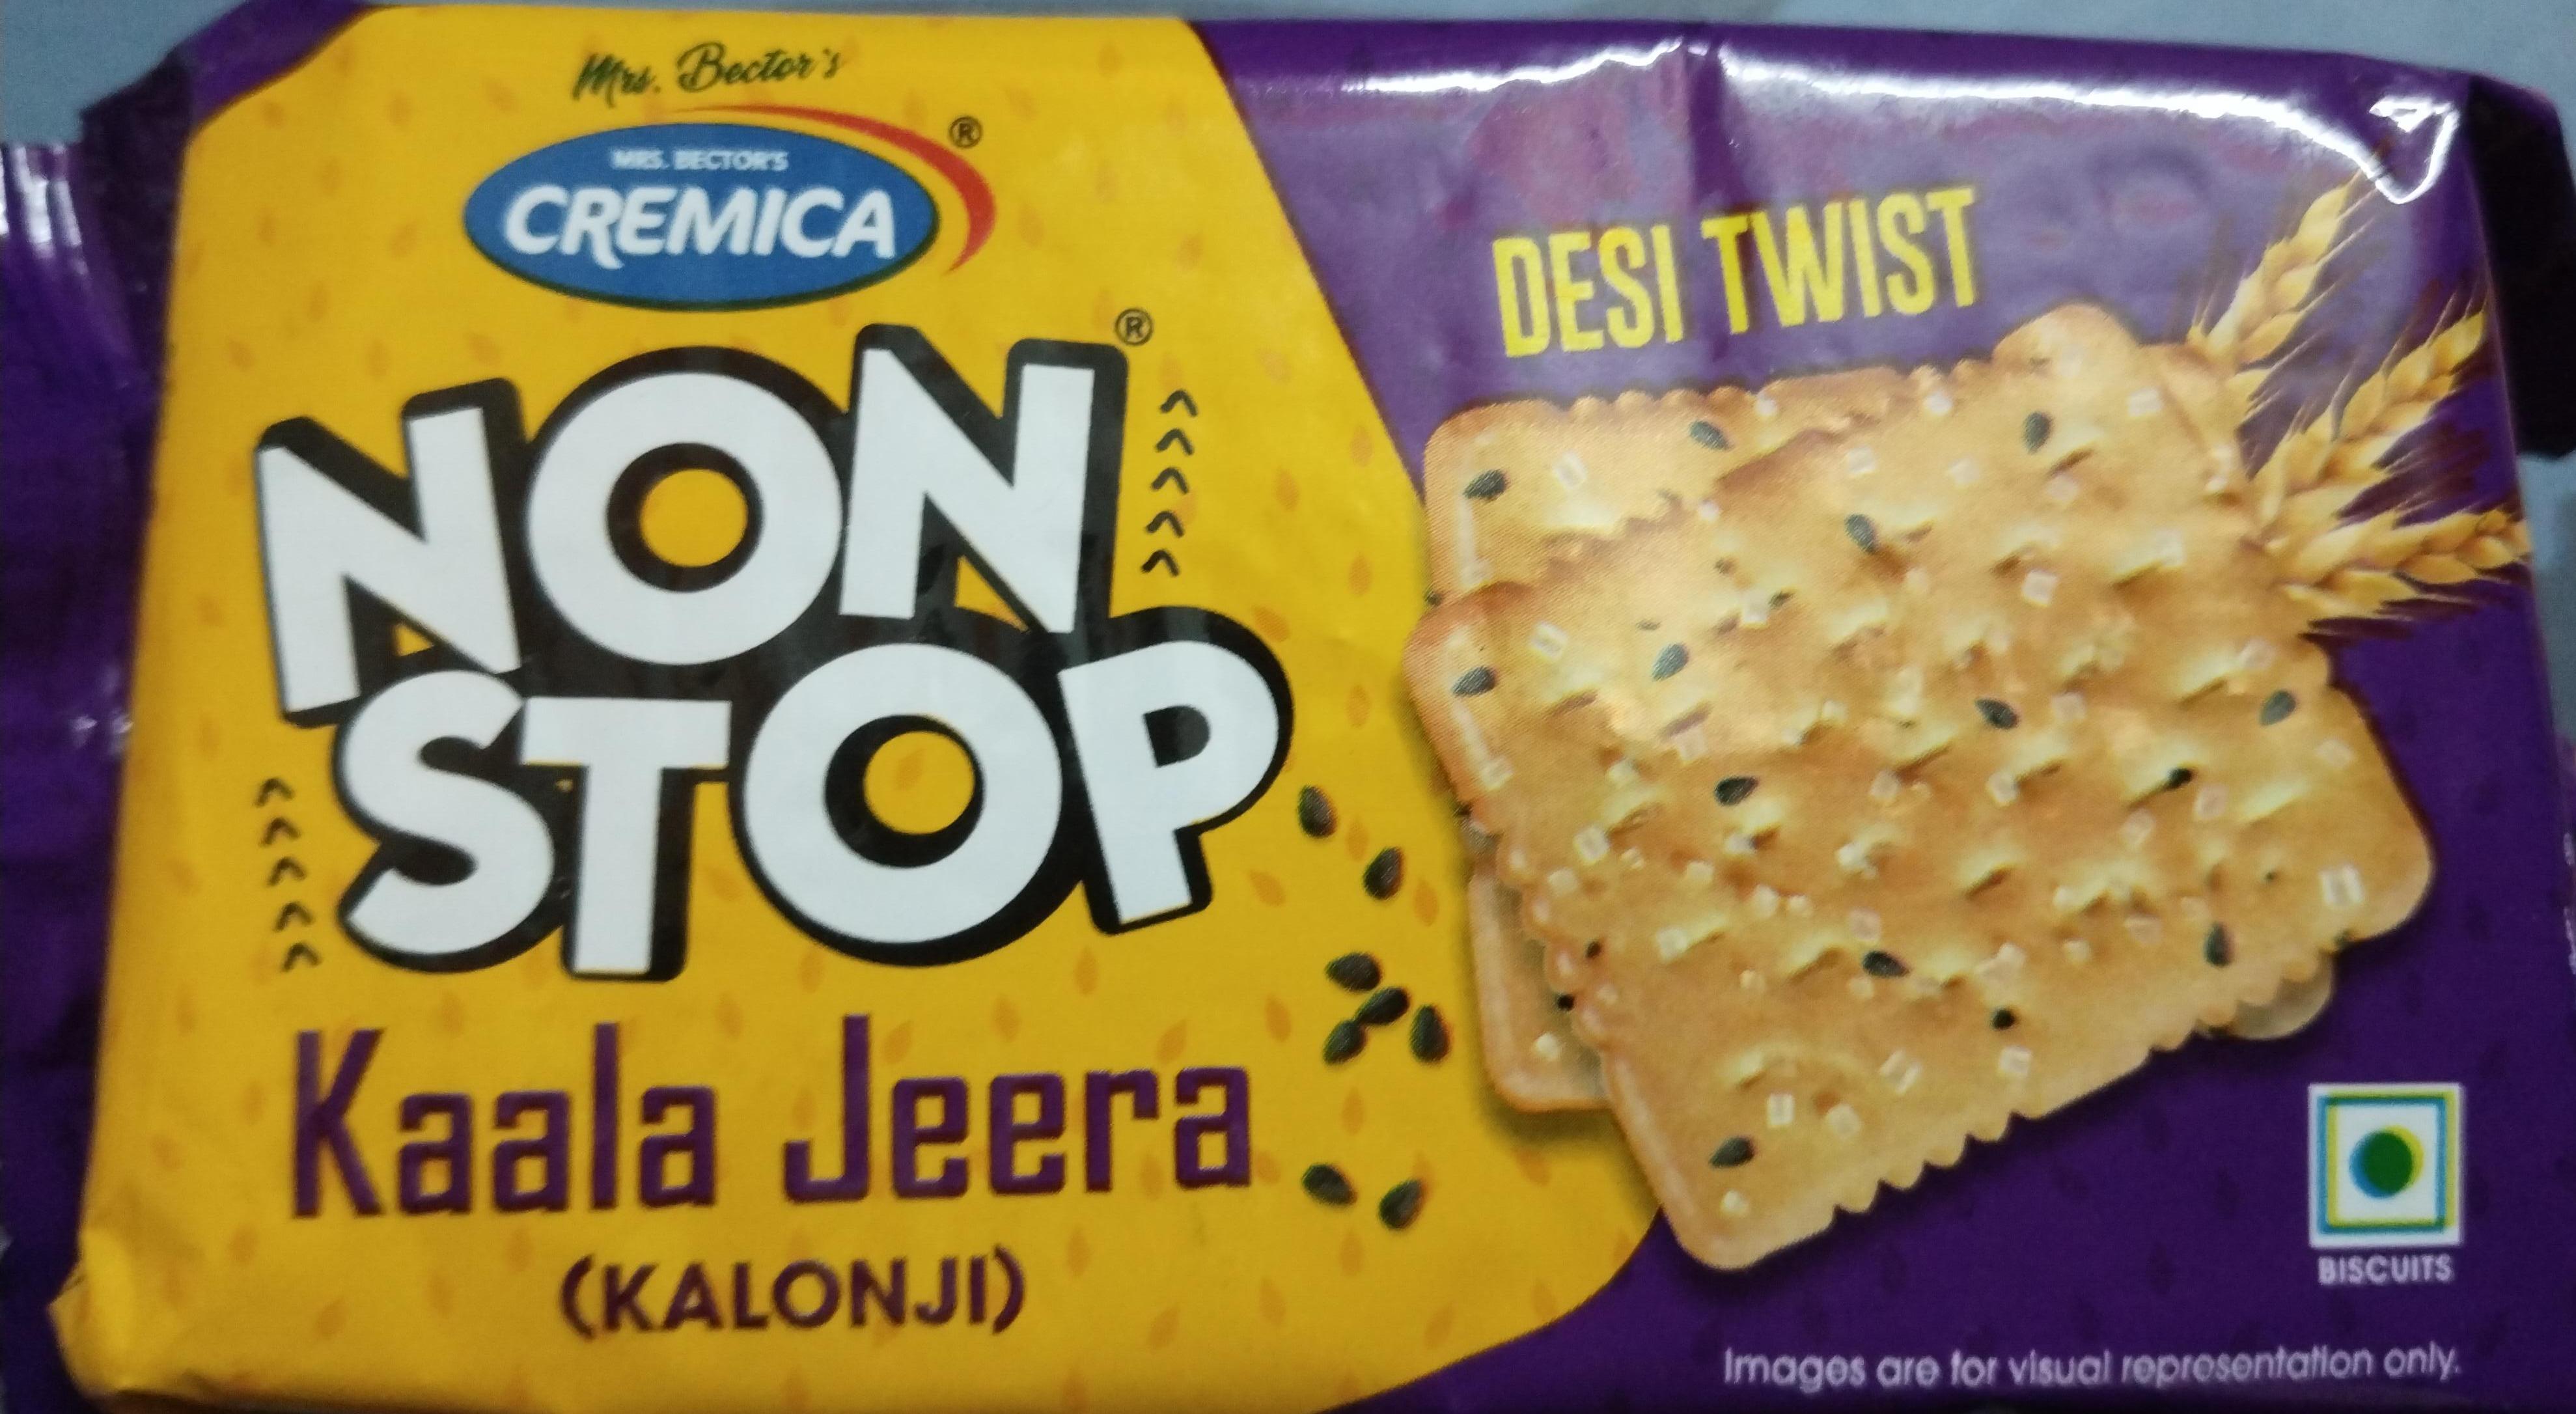 Mrs. Bector's
MRS. BECTOR'S
CREMICA
®
NON
®
STOP
Kaala Jeera
(KALONJI)
DESI TWIST
BISCUITS
Images are for visual representation only.